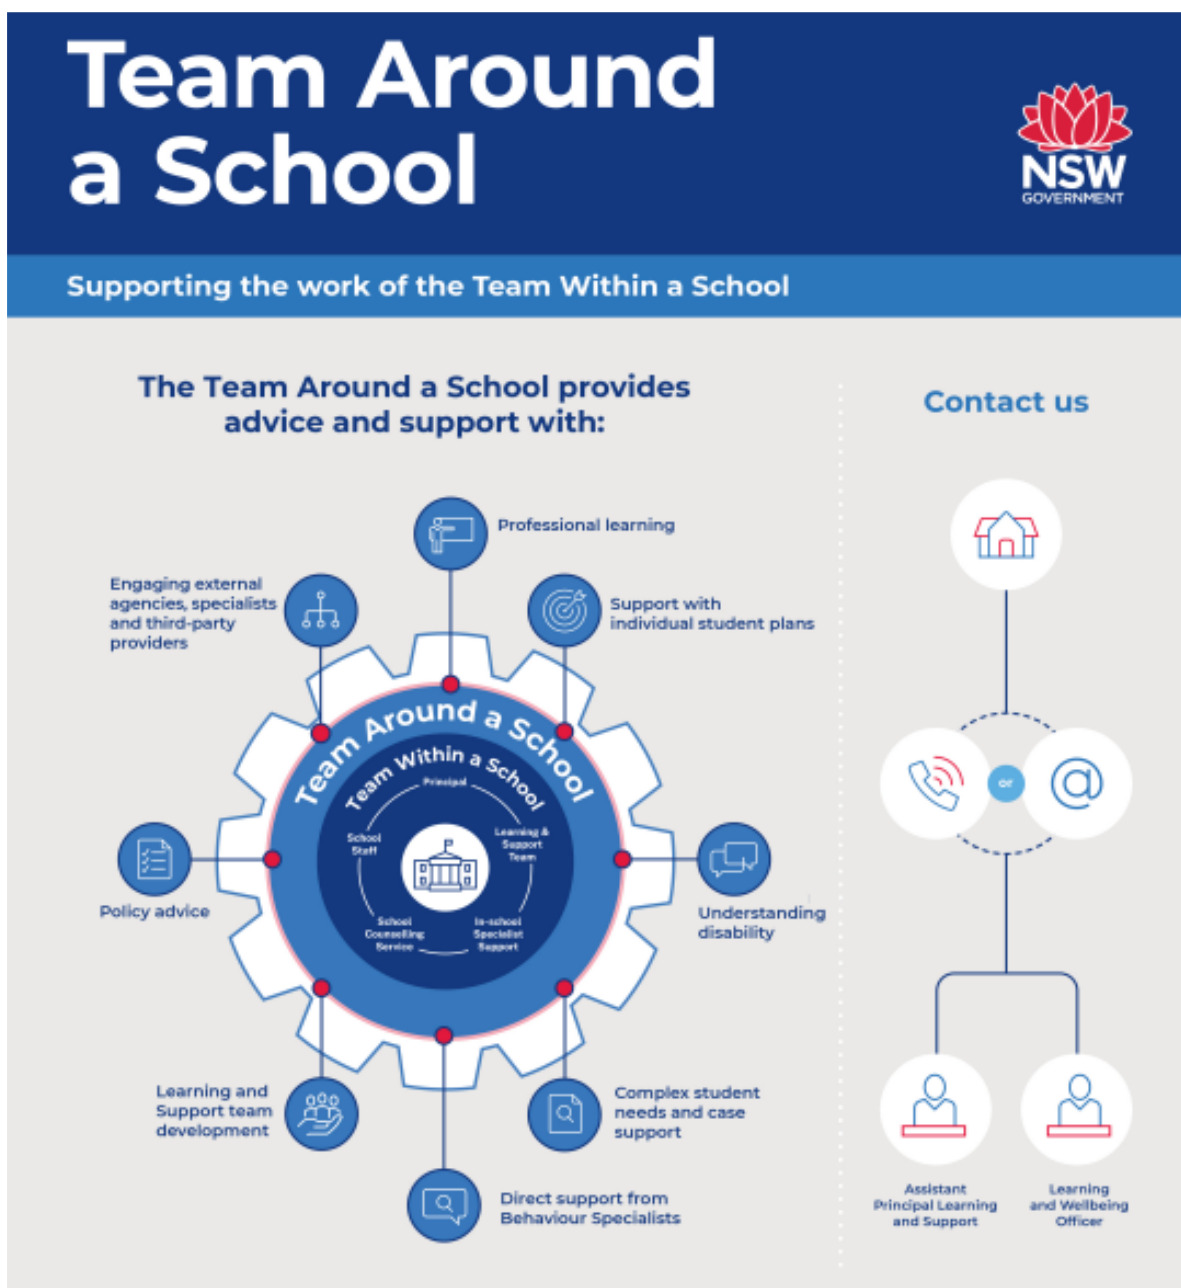 Team Around
a School
NSW
GOVERNMENT
Supporting the work of the Team Within a School
The Team Around a School provides
advice and support with:
Professional learning
Engaging external
agencies, specialists
and third-party
providers
Support with
individual student plans
Team Around a School
Team Within a School
Principal
School
Staff
Learning &
Support
Team
School
Counselling
Service
In-school
Specialist
Support
Policy advice
Understanding
disability
Learning and
Support team
development
Complex student
needs and case
support
Direct support from
Behaviour Specialists
Contact us
or
@
Assistant
Principal Learning
and Support
Learning
and Wellbeing
Officer